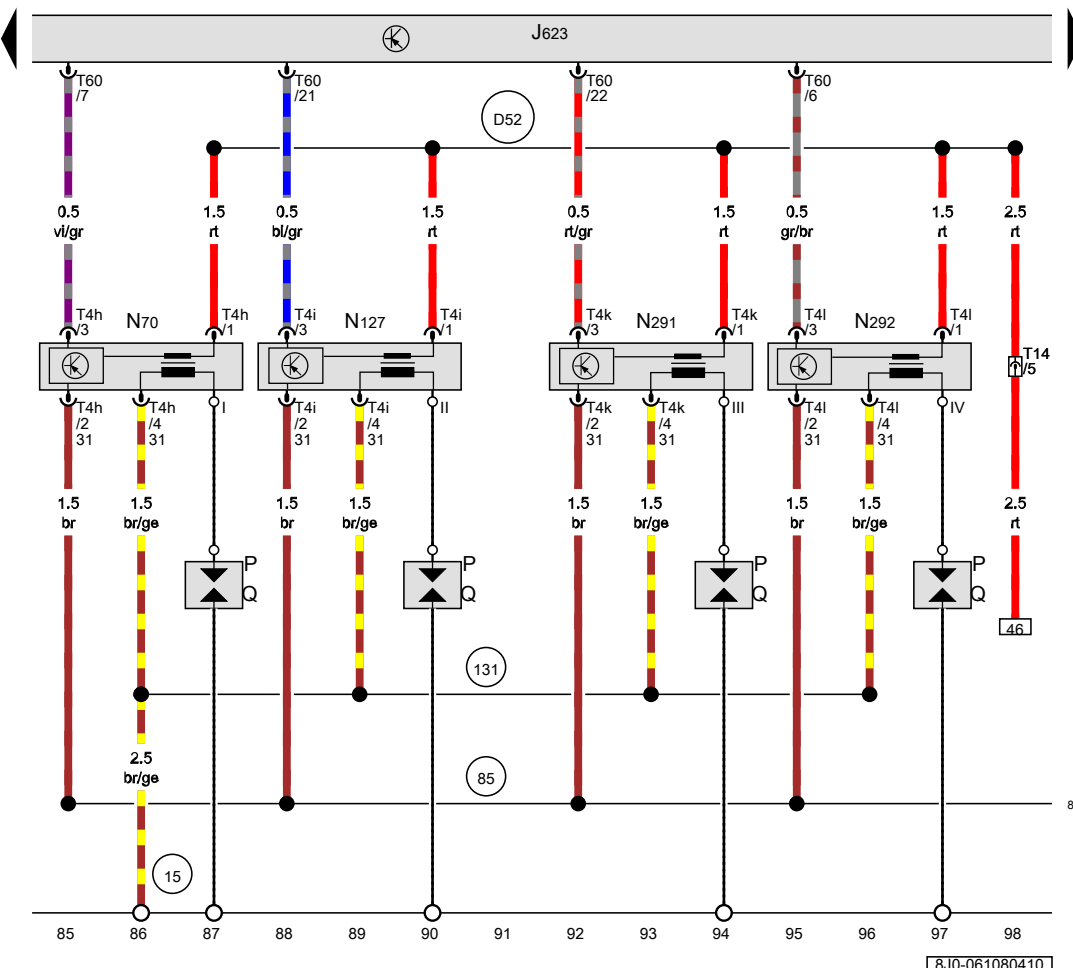 J623
T60 T60 T60 T60
/7 /21 /22 /6
D52
0.5 1.5 0.5 1.5 0.5 1.5 0.5 1.5 2.5
vi/gr rt bl/gr rt rt/gr rt gr/br rt rt
T4h N70 T4h T4i N127 T4i T4k N291 T4k T4l N292 T4l
/3 /1 /3 /1 /3 /1 /3 /1
T14
/5
T4h T4h I T4i T4i II T4k T4k III T4l T4l IV
/2 /4 /2 /4 /2 /4 /2 /4
31 31 31 31 31 31 31 31
1.5 1.5 1.5 1.5 1.5 1.5 1.5 1.5 2.5
br br/ge br br/ge br br/ge br br/ge rt
P P P P
Q Q Q Q
46
131
2.5
br/ge
85
8
15
85 86 87 88 89 90 91 92 93 94 95 96 97 98
8J0-061080410